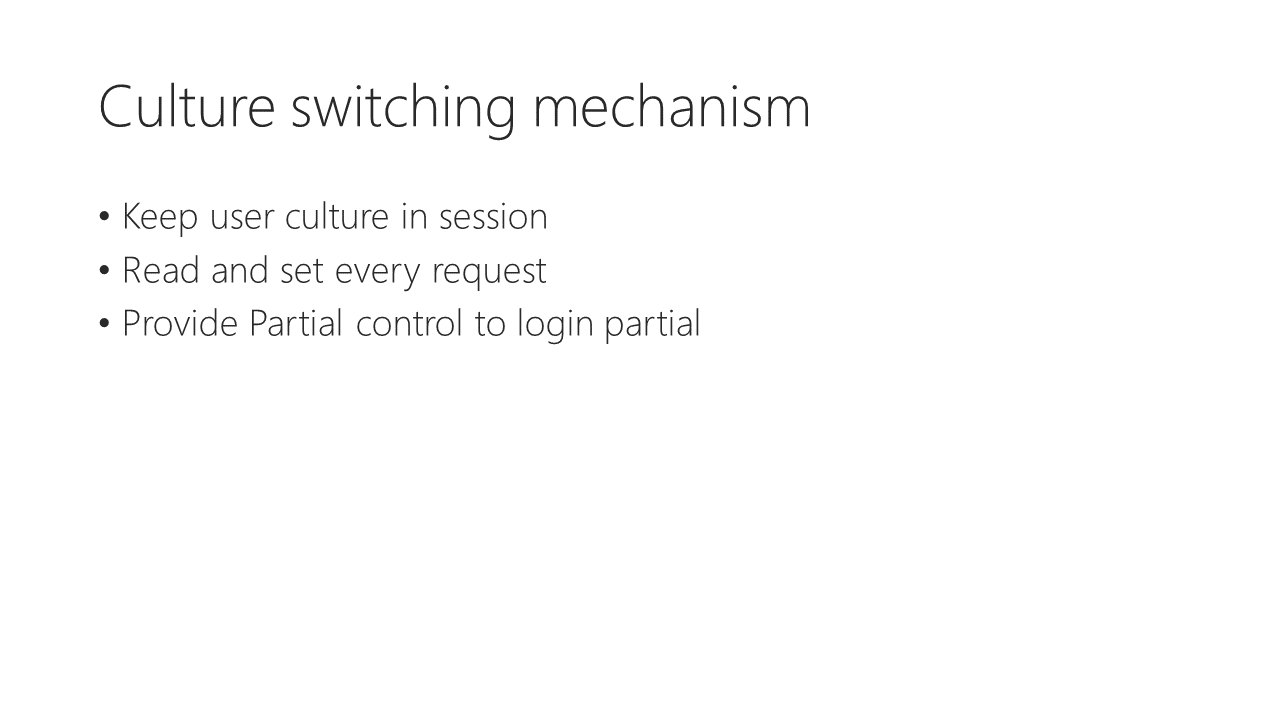 Culture switching mechanism
• Keep user culture in session
• Read and set every request
• Provide Partial control to login partial